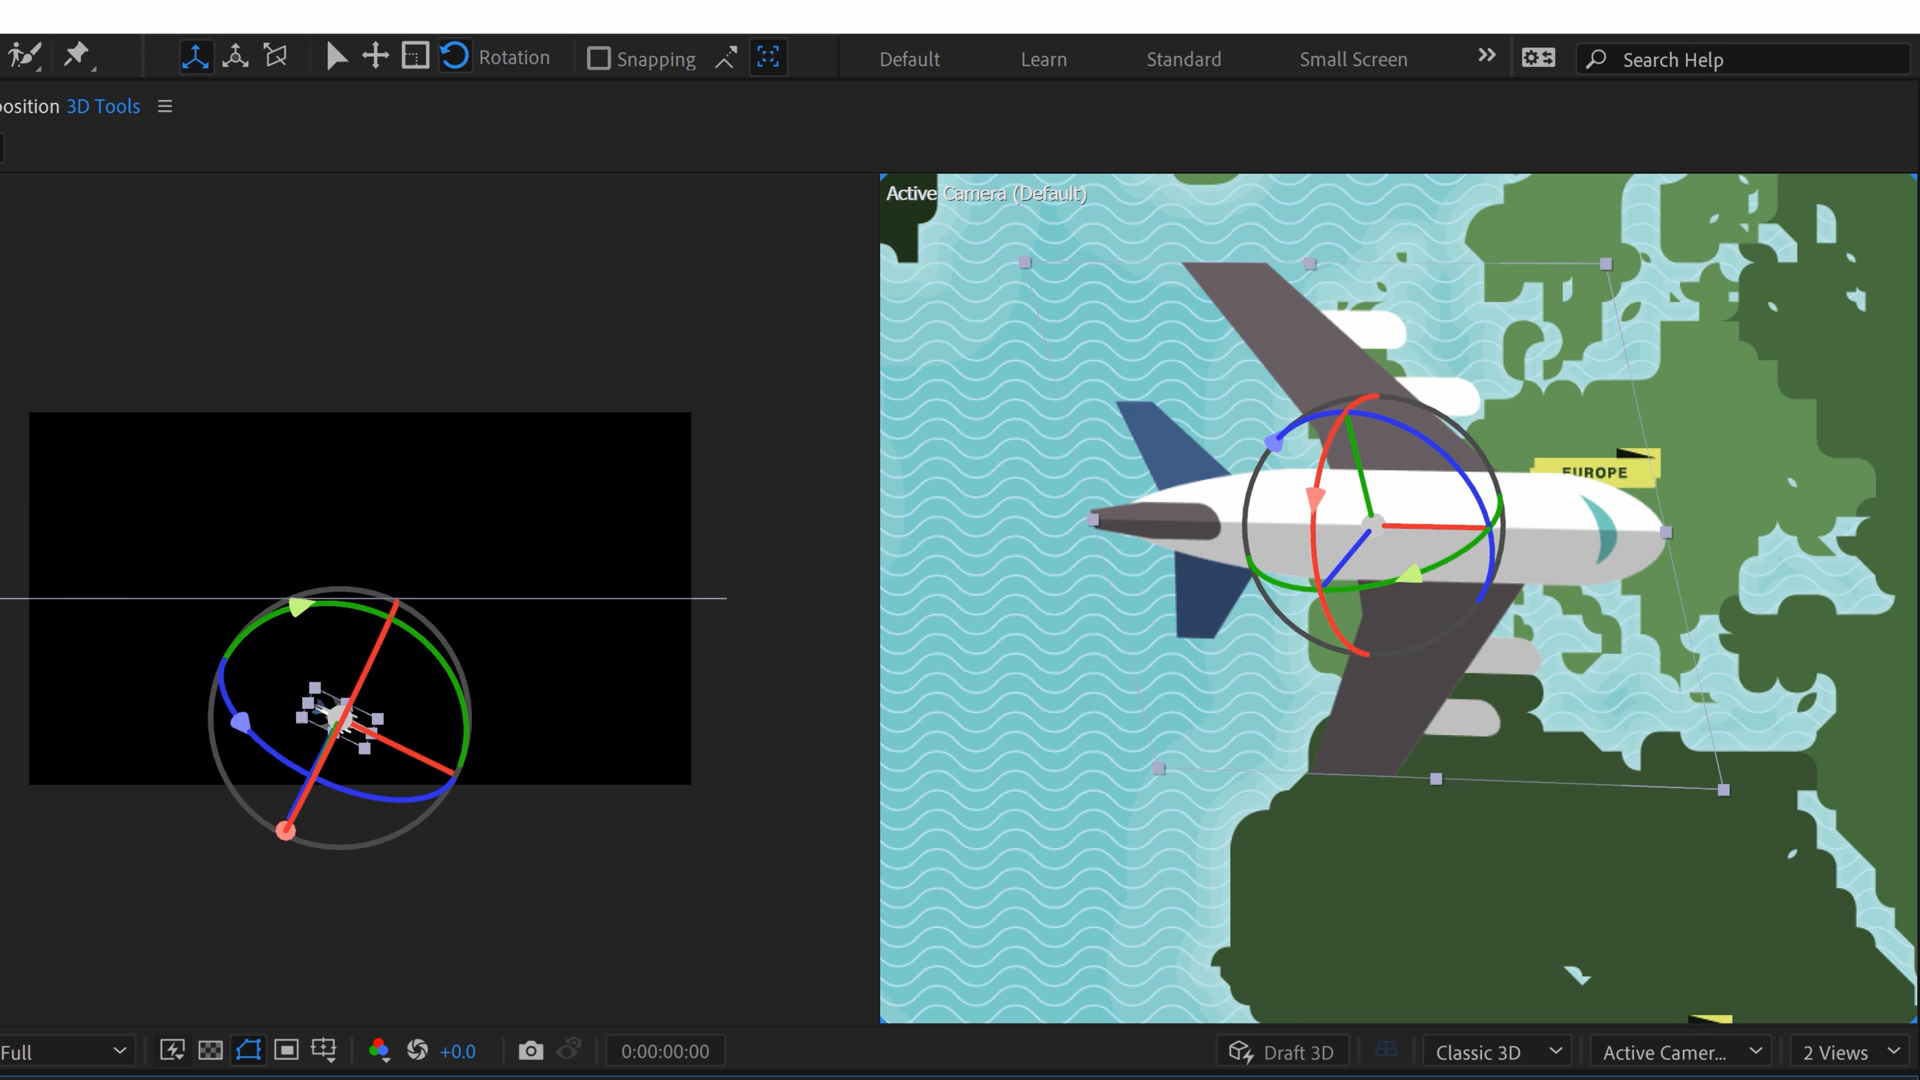 Rotation Snapping Default Learn Standard Small Screen Search Help
position 3D Tools
Active Camera (Default)
EUROPE
Full +0.0 0:00:00:00 Draft 3D Classic 3D Active Camer... 2 Views